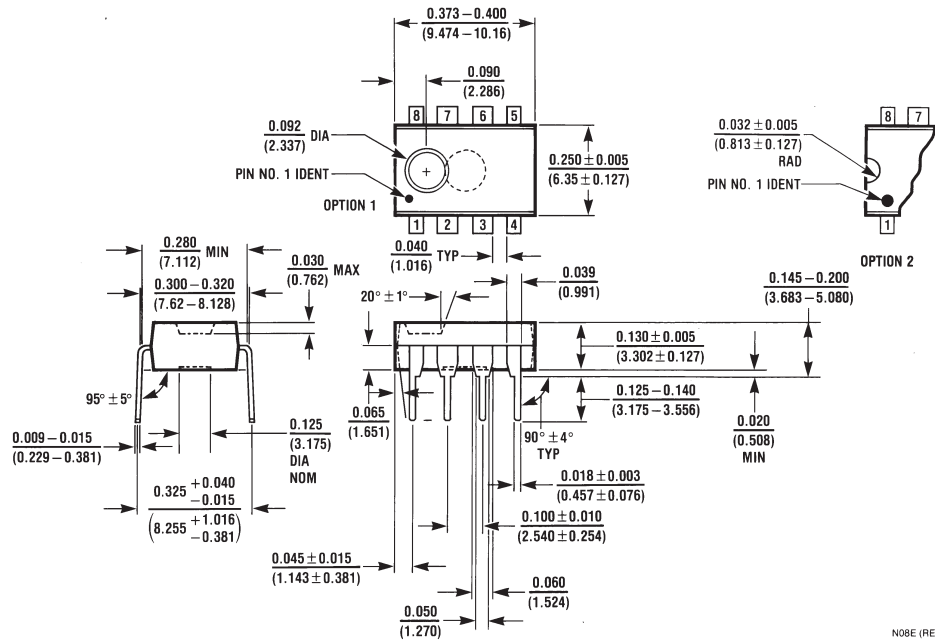 0.373–0.400
(9.474–10.16)
0.090
(2.286)
8 7 6 5
0.092 DIA
(2.337)
PIN NO. 1 IDENT
OPTION 1
0.250 ± 0.005
(6.35 ± 0.127)
1 2 3 4
0.032 ± 0.005
(0.813 ± 0.127)
RAD
PIN NO. 1 IDENT
8 7
1
OPTION 2
0.280 MIN
(7.112)
0.300–0.320
(7.62–8.128)
0.030 MAX
(0.762)
0.040 TYP
(1.016)
0.039
(0.991)
20° ± 1°
0.145–0.200
(3.683–5.080)
0.130 ± 0.005
(3.302 ± 0.127)
0.125–0.140
(3.175–3.556)
0.020
(0.508)
MIN
95° ± 5°
0.065
(1.651)
90° ± 4°
TYP
0.009–0.015
(0.229–0.381)
0.125
(3.175)
DIA
NOM
0.018 ± 0.003
(0.457 ± 0.076)
0.325 +0.040
−0.015
(8.255 +1.016
−0.381)
0.100 ± 0.010
(2.540 ± 0.254)
0.045 ± 0.015
(1.143 ± 0.381)
0.060
(1.524)
0.050
(1.270)
N08E (RE